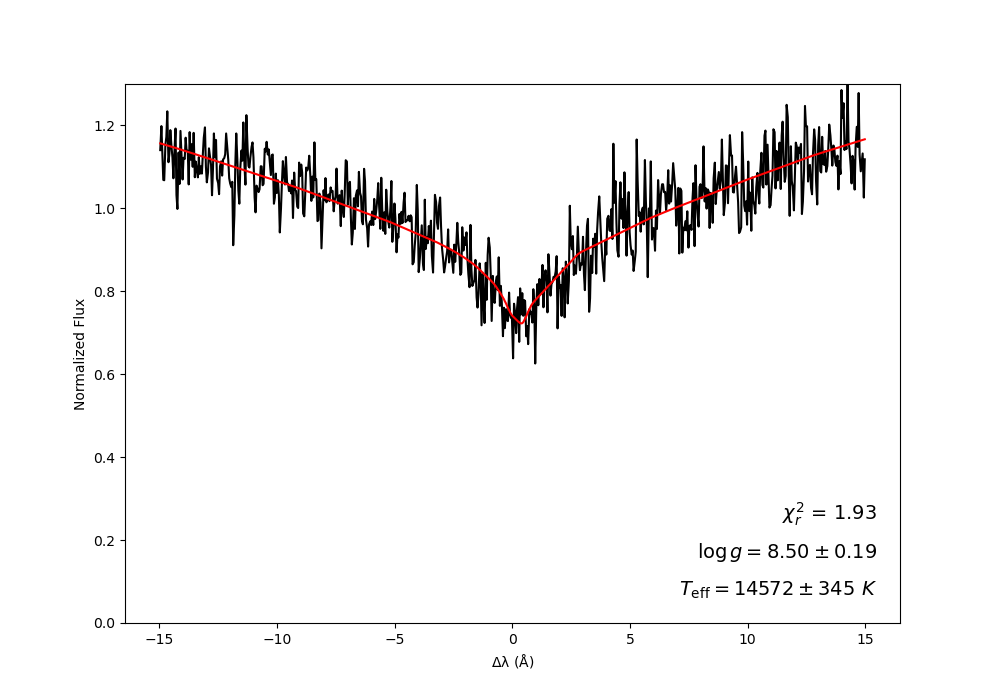 1.2
1.0
0.8
0.6
0.4
0.2
0.0
Normalized Flux
χ²ᵣ = 1.93
log g = 8.50 ± 0.19
T_eff = 14572 ± 345 K
−15 −10 −5 0 5 10 15
Δλ (Å)